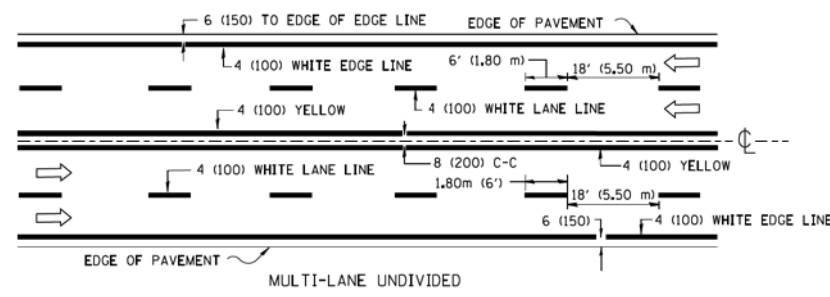 6 (150) TO EDGE OF EDGE LINE
EDGE OF PAVEMENT
4 (100) WHITE EDGE LINE
6' (1.80 m)
18' (5.50 m)
4 (100) YELLOW
4 (100) WHITE LANE LINE
CL
4 (100) WHITE LANE LINE
8 (200) C-C
4 (100) YELLOW
1.80m (6')
18' (5.50 m)
6 (150)
4 (100) WHITE EDGE LINE
EDGE OF PAVEMENT
MULTI-LANE UNDIVIDED